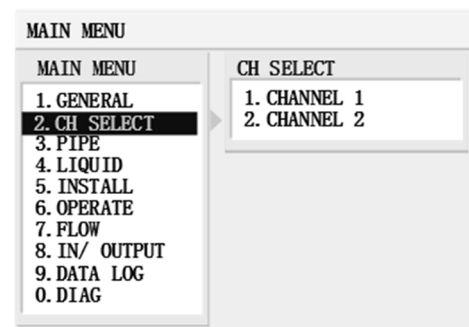 MAIN MENU
MAIN MENU
1. GENERAL
2. CH SELECT
3. PIPE
4. LIQUID
5. INSTALL
6. OPERATE
7. FLOW
8. IN/ OUTPUT
9. DATA LOG
0. DIAG
CH SELECT
1. CHANNEL 1
2. CHANNEL 2